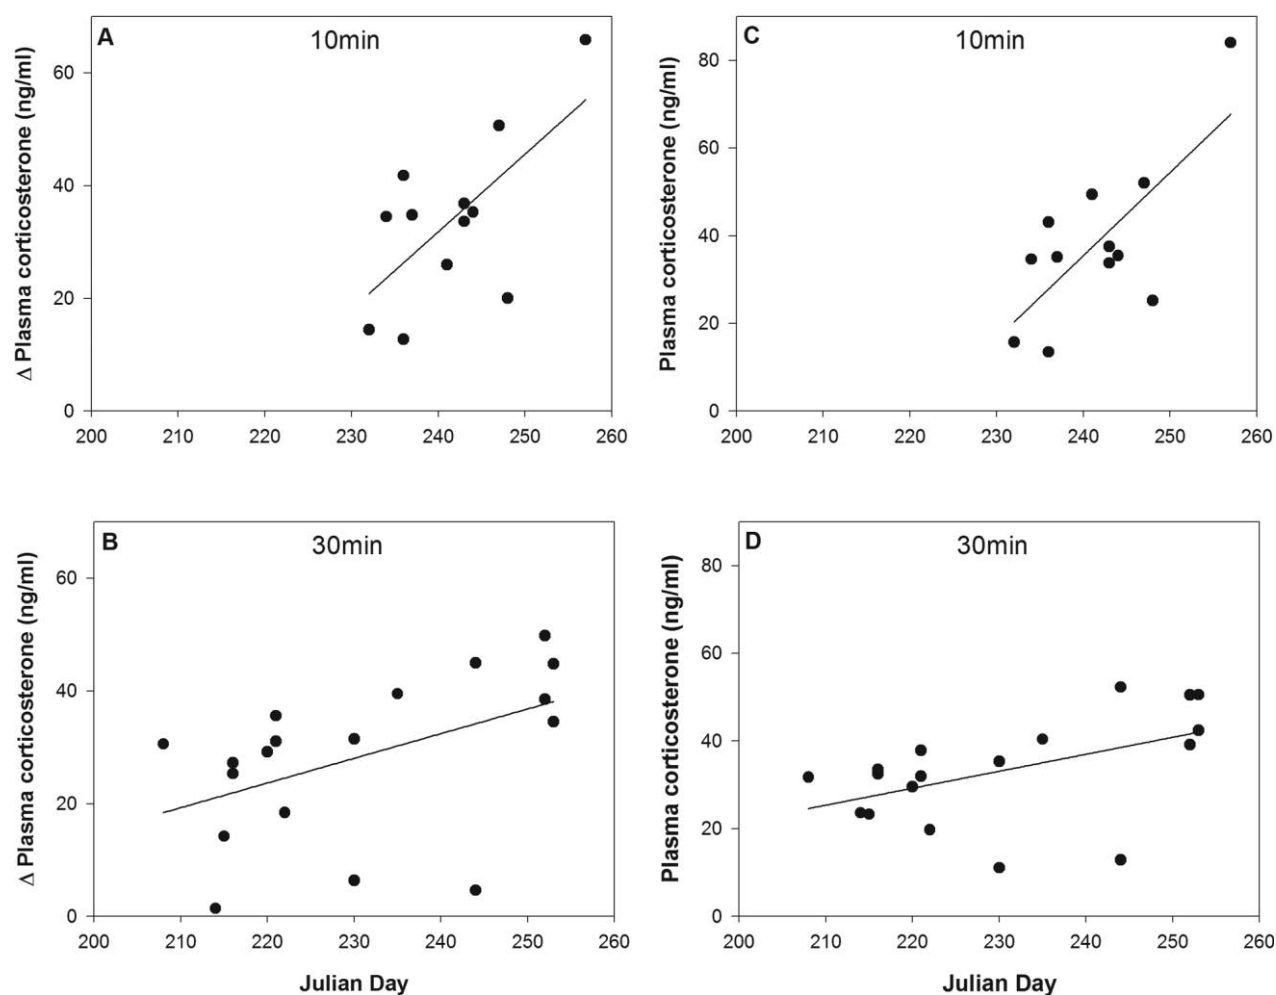 A
10min
Δ Plasma corticosterone (ng/ml)
60
40
20
0
200 210 220 230 240 250 260
C
10min
Plasma corticosterone (ng/ml)
80
60
40
20
0
200 210 220 230 240 250 260
B
30min
Δ Plasma corticosterone (ng/ml)
60
40
20
0
200 210 220 230 240 250 260
Julian Day
D
30min
Plasma corticosterone (ng/ml)
80
60
40
20
0
200 210 220 230 240 250 260
Julian Day